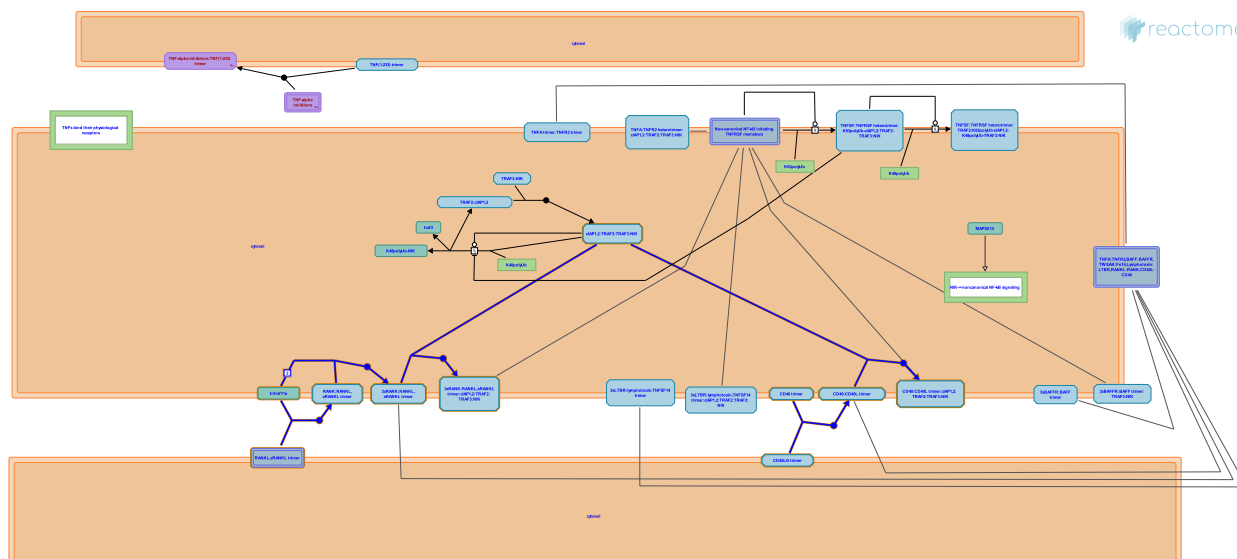 cytosol
reactome
TNFalpha inhibitors:TNF(1-233)
trimer
TNF(1-233) trimer
TNFalpha
inhibitors
TNFs bind their physiological
receptors
TNFA trimer:TNFR2 trimer
TNFA:TNFR2 heterotrimer:
cIAP1,2:TRAF2:TRAF3:NIK
Non-canonical NF-kB initiating
TNFRSF members
TNFSF:TNFRSF heterotrimer:
K63polyUb-cIAP1,2:TRAF2:
TRAF3:NIK
TNFSF:TNFRSF heterotrimer:
TRAF2:K63polyUb-cIAP1,2:
K48polyUb-TRAF3:NIK
K63polyUb
K48polyUb
TRAF3:NIK
TRAF2:cIAP1,2
traf3
cIAP1,2:TRAF2:TRAF3:NIK
K48polyUb-NIK
K48polyUb
cytosol
MAP3K14
NIK-->noncanonical NF-kB signaling
TNFA:TNFR2,BAFF:BAFFR,
TWEAK:Fn14,Lymphotoxin:
LTBR,RANKL:RANK,CD40L:
CD40
tnfrsf11a
RANK:RANKL,
sRANKL trimer
3xRANK:RANKL,
sRANKL trimer
3xRANK:RANKL,sRANKL
trimer:cIAP1,2:TRAF2:
TRAF3:NIK
3xLTBR:lymphotoxin,TNFSF14
trimer
3xLTBR:lymphotoxin,TNFSF14
trimer:cIAP1,2:TRAF2:TRAF3:
NIK
CD40 trimer
CD40:CD40L trimer
CD40:CD40L trimer:cIAP1,2
TRAF2:TRAF3:NIK
3xBAFFR:BAFF
trimer
3xBAFFR:BAFF trimer:
TRAF3:NIK
RANKL,sRANKL trimer
CD40LG trimer
cytosol